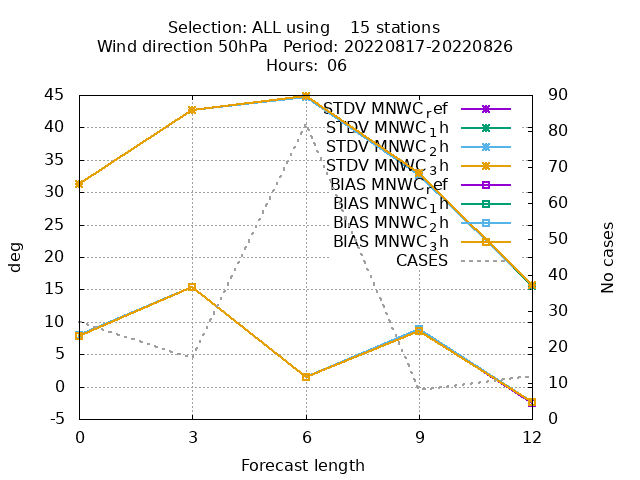 Selection: ALL using    15 stations
Wind direction 50hPa   Period: 20220817-20220826
Hours: 06
STDV MNWC_ref
STDV MNWC_1h
STDV MNWC_2h
STDV MNWC_3h
BIAS MNWC_ref
BIAS MNWC_1h
BIAS MNWC_2h
BIAS MNWC_3h
CASES
45
40
35
30
25
20
15
10
5
0
-5
deg
90
80
70
60
50
40
30
20
10
0
No cases
0 3 6 9 12
Forecast length